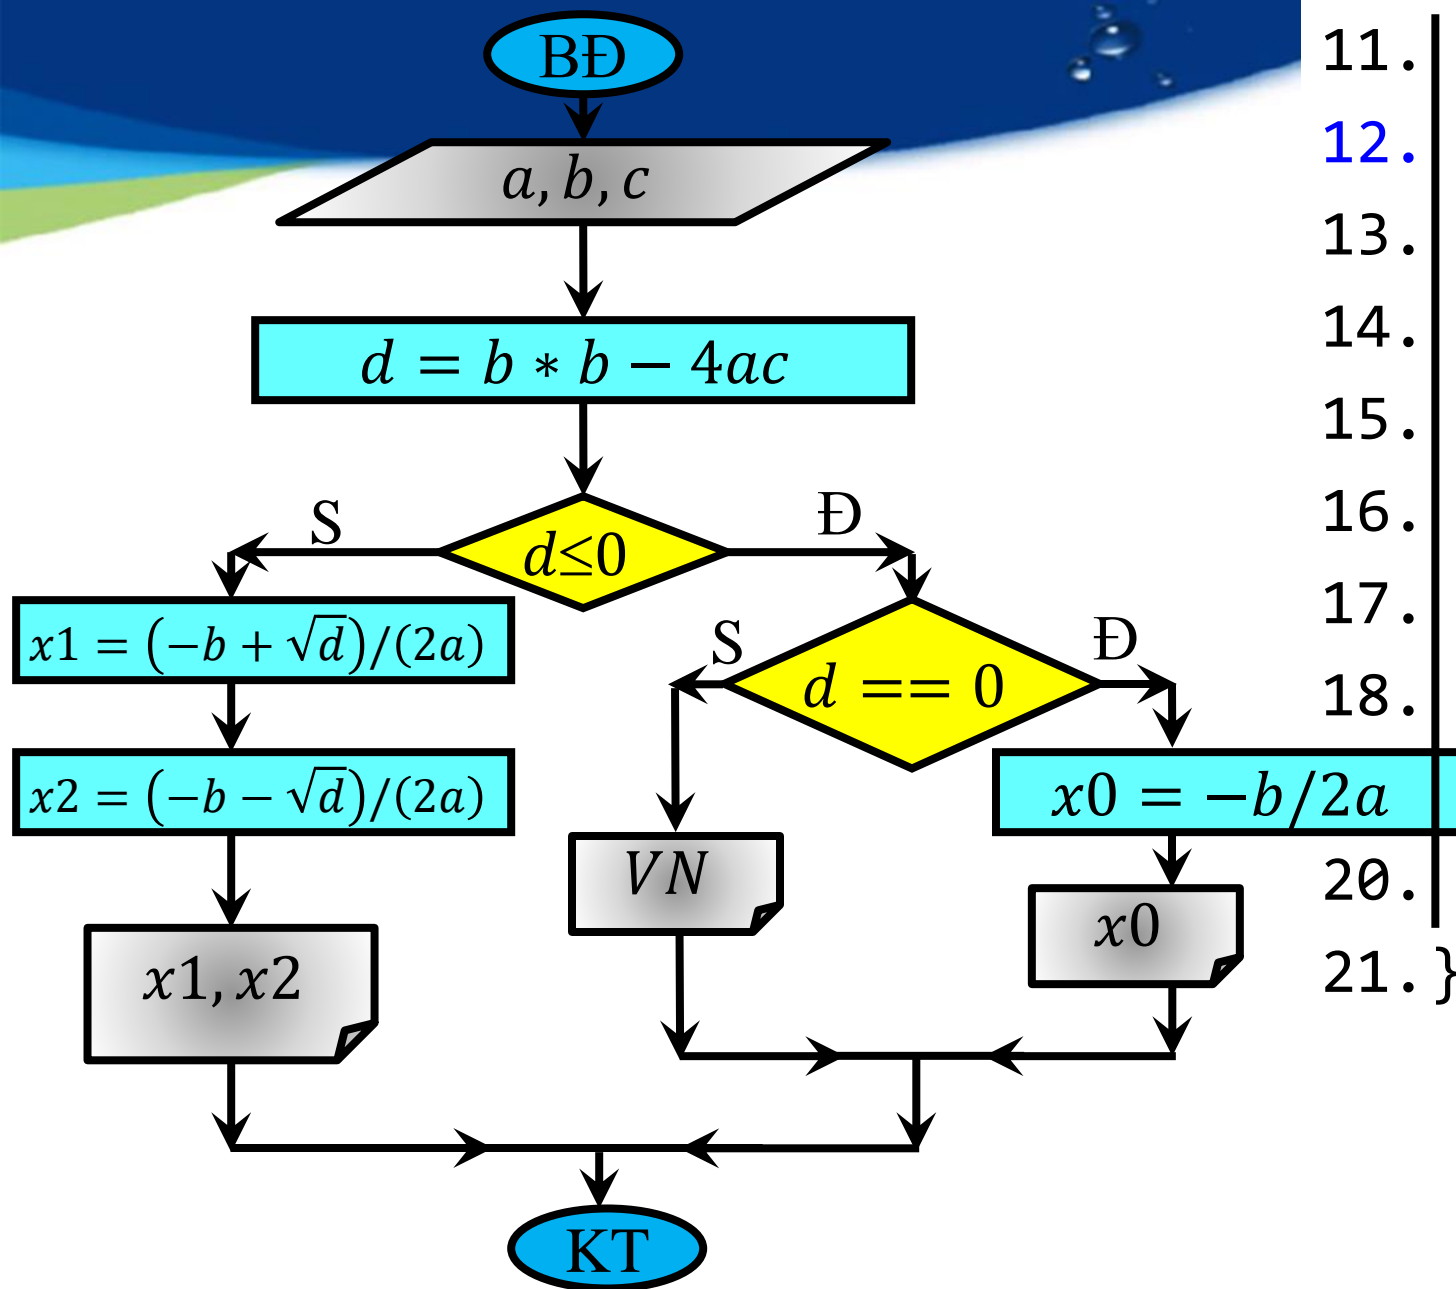 BĐ
a, b, c
d = b ∗ b − 4ac
d≤0
S
Đ
x1 = (−b + √d)/(2a)
x2 = (−b − √d)/(2a)
x1, x2
d == 0
S
Đ
VN
x0 = −b/2a
x0
KT
11.
12.
13.
14.
15.
16.
17.
18.
20.
21. }